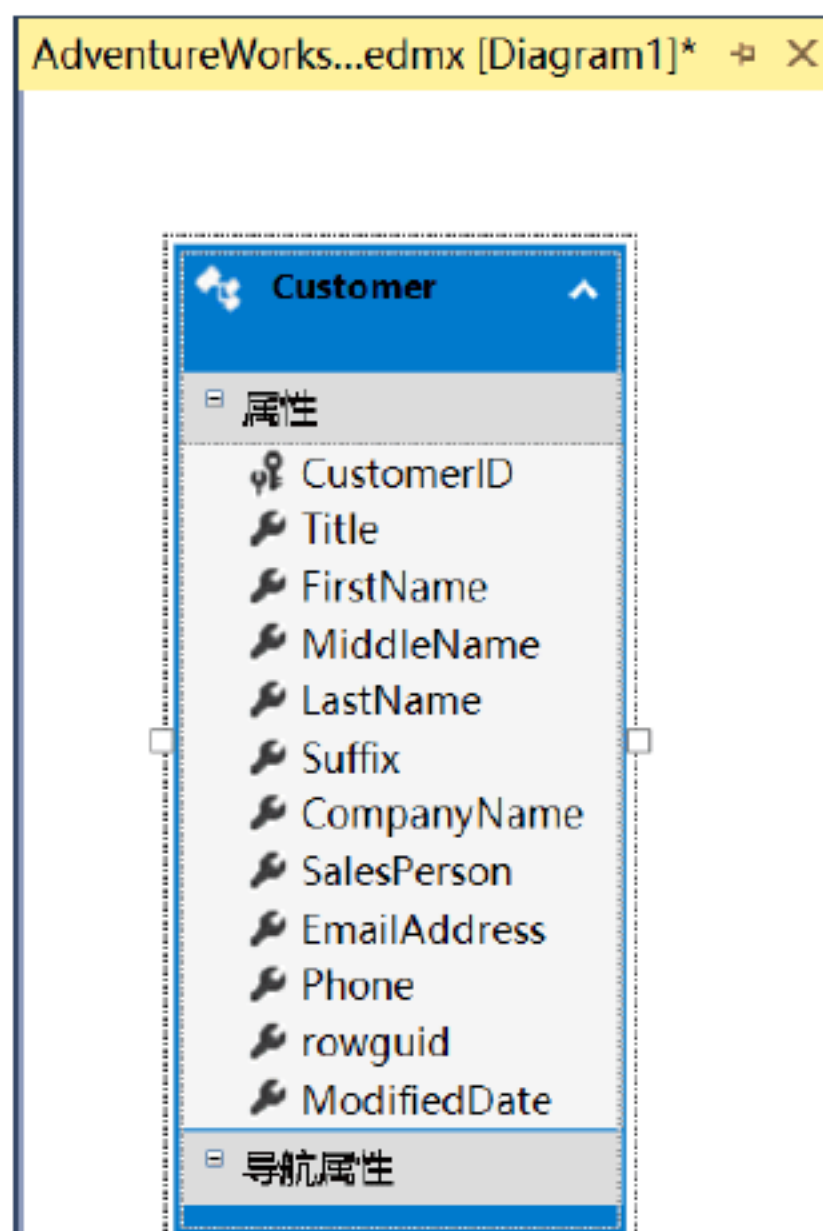 AdventureWorks...edmx [Diagram1]*
Customer
属性
CustomerID
Title
FirstName
MiddleName
LastName
Suffix
CompanyName
SalesPerson
EmailAddress
Phone
rowguid
ModifiedDate
导航属性